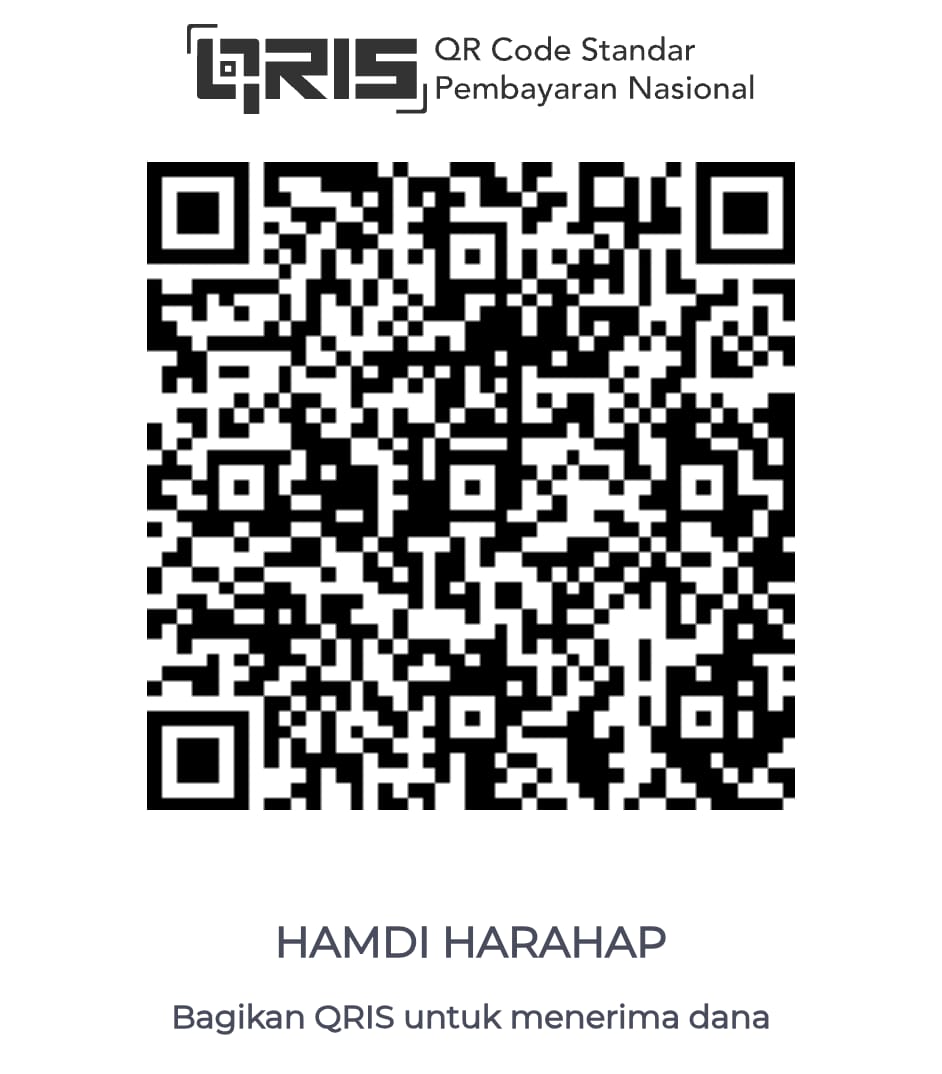 QRIS
QR Code Standar
Pembayaran Nasional
HAMDI HARAHAP
Bagikan QRIS untuk menerima dana